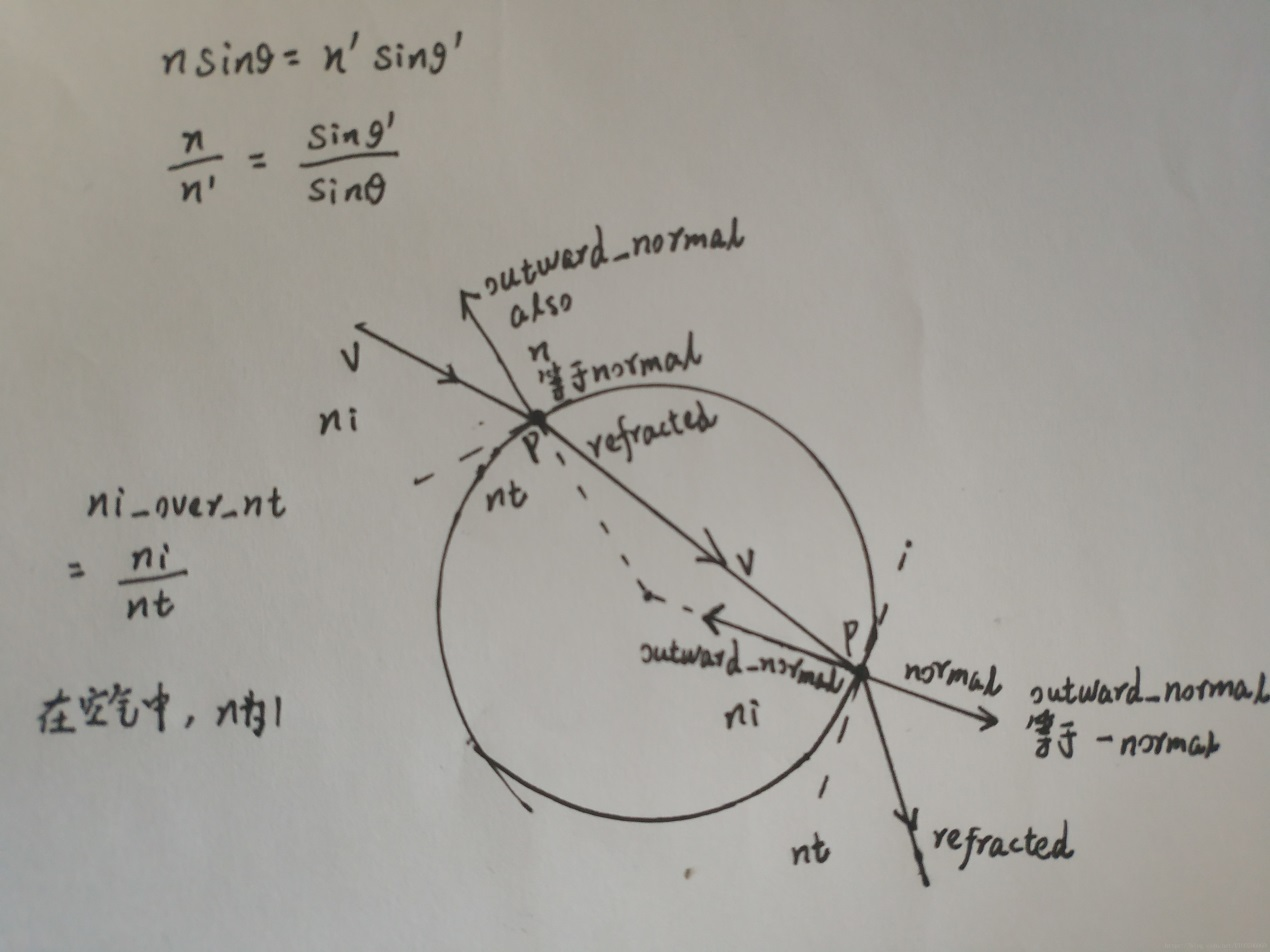 n sinθ = n' sinθ'
n/n' = sinθ'/sinθ
outward_normal
also
n
等于normal
V
ni
P
refracted
nt
ni_over_nt
= ni/nt
V
i
P
outward_normal
normal
outward_normal
等于 -normal
ni
在空气中，n为1
nt
refracted